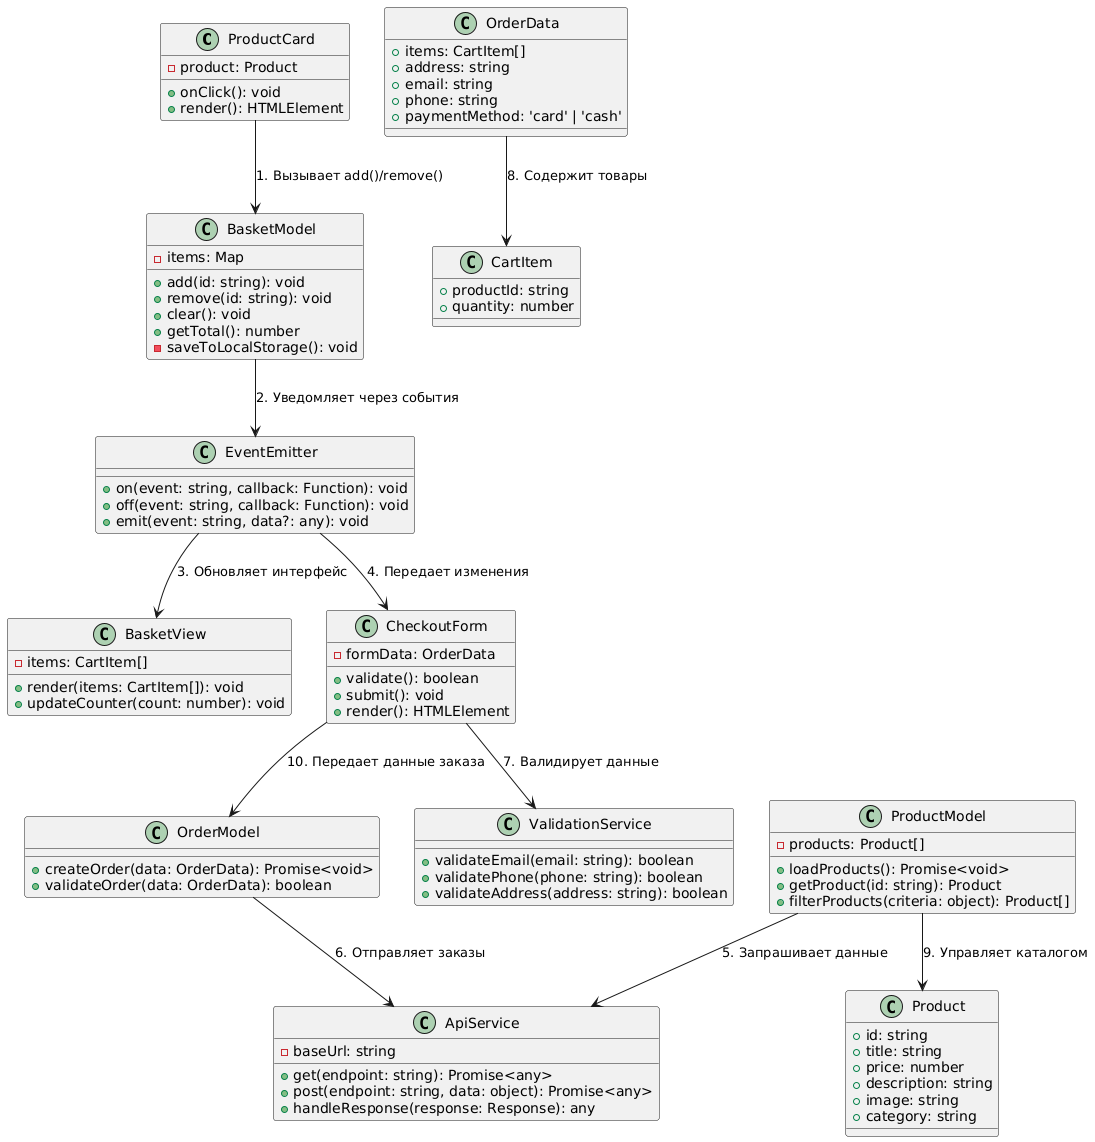 C ProductCard
product: Product
onClick(): void
render(): HTMLElement
C OrderData
items: CartItem[]
address: string
email: string
phone: string
paymentMethod: 'card' | 'cash'
1. Вызывает add()/remove()
8. Содержит товары
C BasketModel
items: Map
add(id: string): void
remove(id: string): void
clear(): void
getTotal(): number
saveToLocalStorage(): void
C CartItem
productId: string
quantity: number
2. Уведомляет через события
C EventEmitter
on(event: string, callback: Function): void
off(event: string, callback: Function): void
emit(event: string, data?: any): void
3. Обновляет интерфейс
4. Передает изменения
C BasketView
items: CartItem[]
render(items: CartItem[]): void
updateCounter(count: number): void
C CheckoutForm
formData: OrderData
validate(): boolean
submit(): void
render(): HTMLElement
10. Передает данные заказа
7. Валидирует данные
C OrderModel
createOrder(data: OrderData): Promise<void>
validateOrder(data: OrderData): boolean
C ValidationService
validateEmail(email: string): boolean
validatePhone(phone: string): boolean
validateAddress(address: string): boolean
C ProductModel
products: Product[]
loadProducts(): Promise<void>
getProduct(id: string): Product
filterProducts(criteria: object): Product[]
6. Отправляет заказы
5. Запрашивает данные
9. Управляет каталогом
C ApiService
baseUrl: string
get(endpoint: string): Promise<any>
post(endpoint: string, data: object): Promise<any>
handleResponse(response: Response): any
C Product
id: string
title: string
price: number
description: string
image: string
category: string